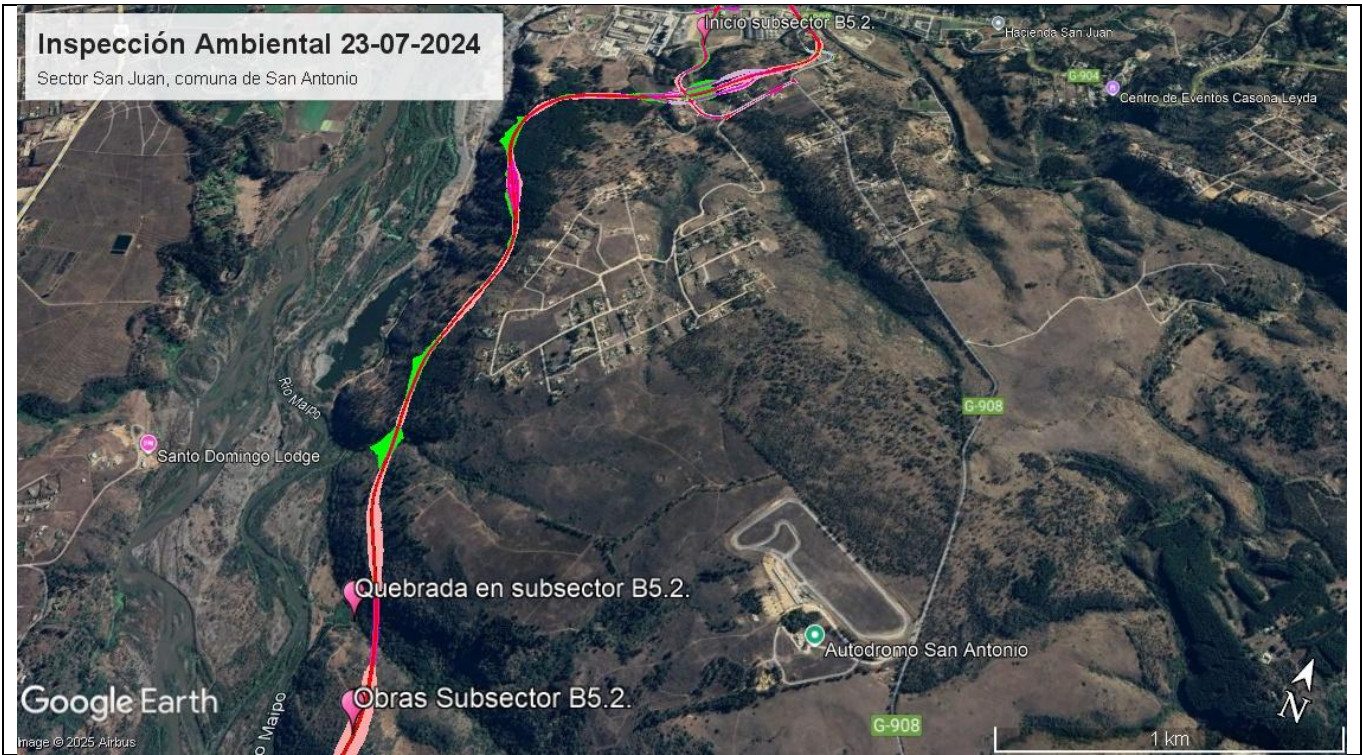 Inspección Ambiental 23-07-2024
Sector San Juan, comuna de San Antonio
Inicio subsector B5.2.
Hacienda San Juan
G-904
Centro de Eventos Casona Leyda
Río Maipo
G-908
Santo Domingo Lodge
Quebrada en subsector B5.2.
Autodromo San Antonio
Obras Subsector B5.2.
Google Earth
o Maipo
G-908
N
Image © 2025 Airbus
1 km